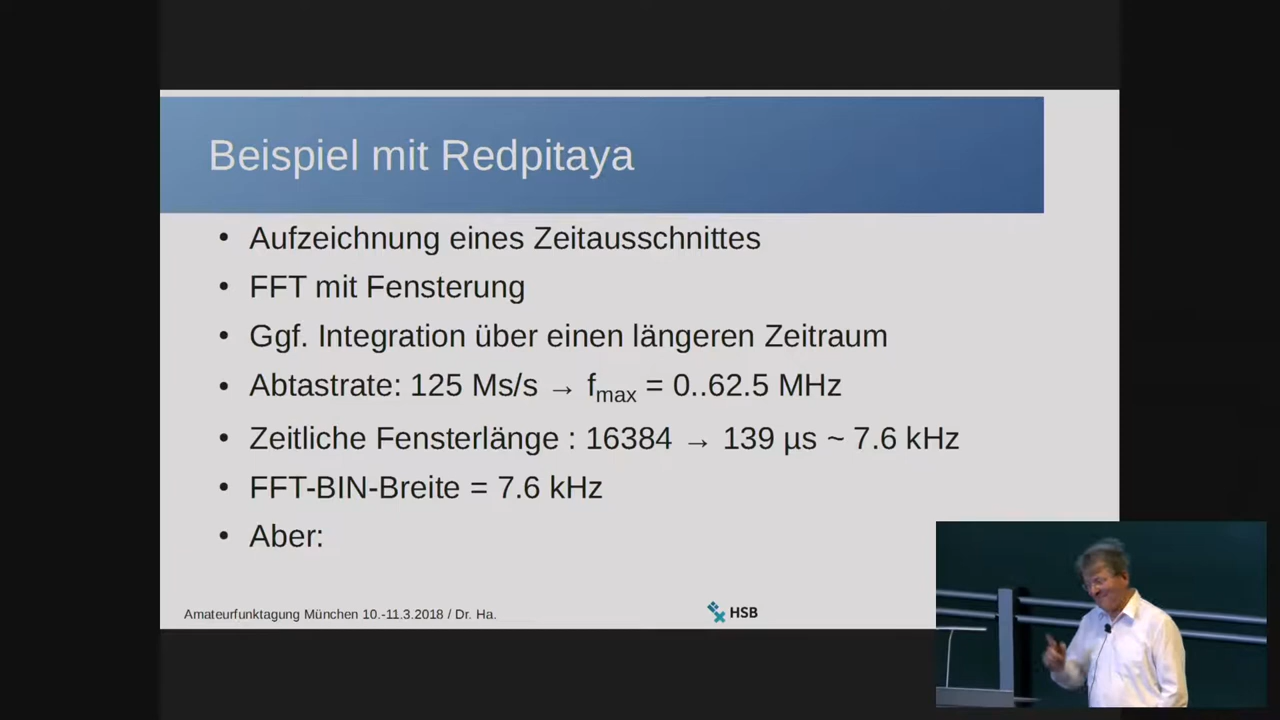 Beispiel mit Redpitaya
• Aufzeichnung eines Zeitausschnittes
• FFT mit Fensterung
• Ggf. Integration über einen längeren Zeitraum
• Abtastrate: 125 Ms/s → fmax = 0..62.5 MHz
• Zeitliche Fensterlänge : 16384 → 139 µs ~ 7.6 kHz
• FFT-BIN-Breite = 7.6 kHz
• Aber:
Amateurfunktagung München 10.-11.3.2018 / Dr. Ha.
HSB